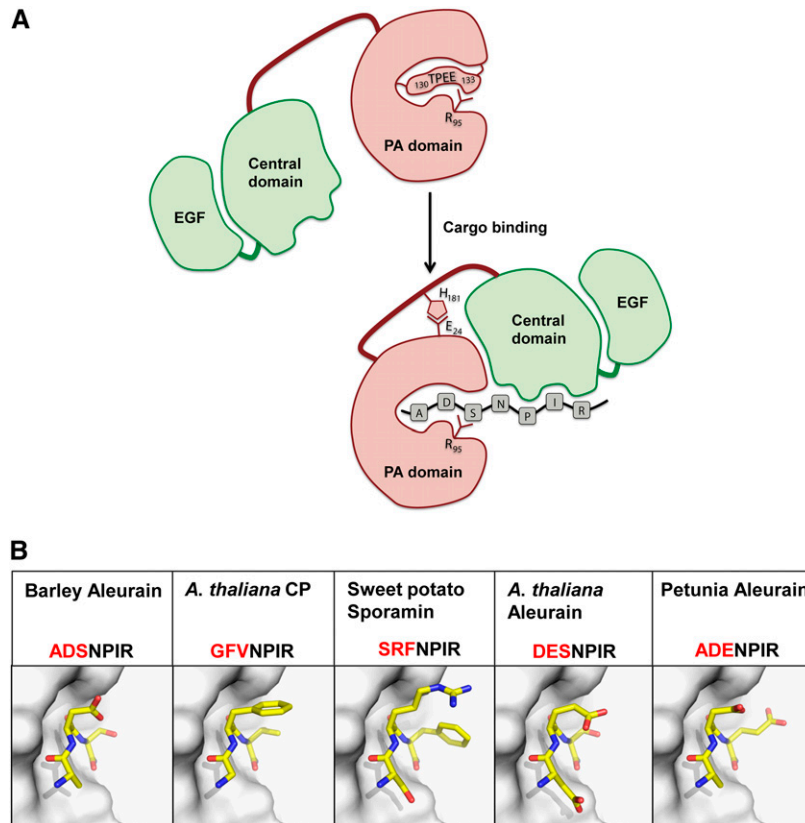 A
130 TPEE 133
R95
PA domain
Central
domain
EGF
Cargo binding
H181
E24
Central
domain
EGF
A D S N P I R
R95
PA domain
B
Barley Aleurain
ADSNPIR
A. thaliana CP
GFVNPIR
Sweet potato
Sporamin
SRFNPIR
A. thaliana
Aleurain
DESNPIR
Petunia Aleurain
ADENPIR